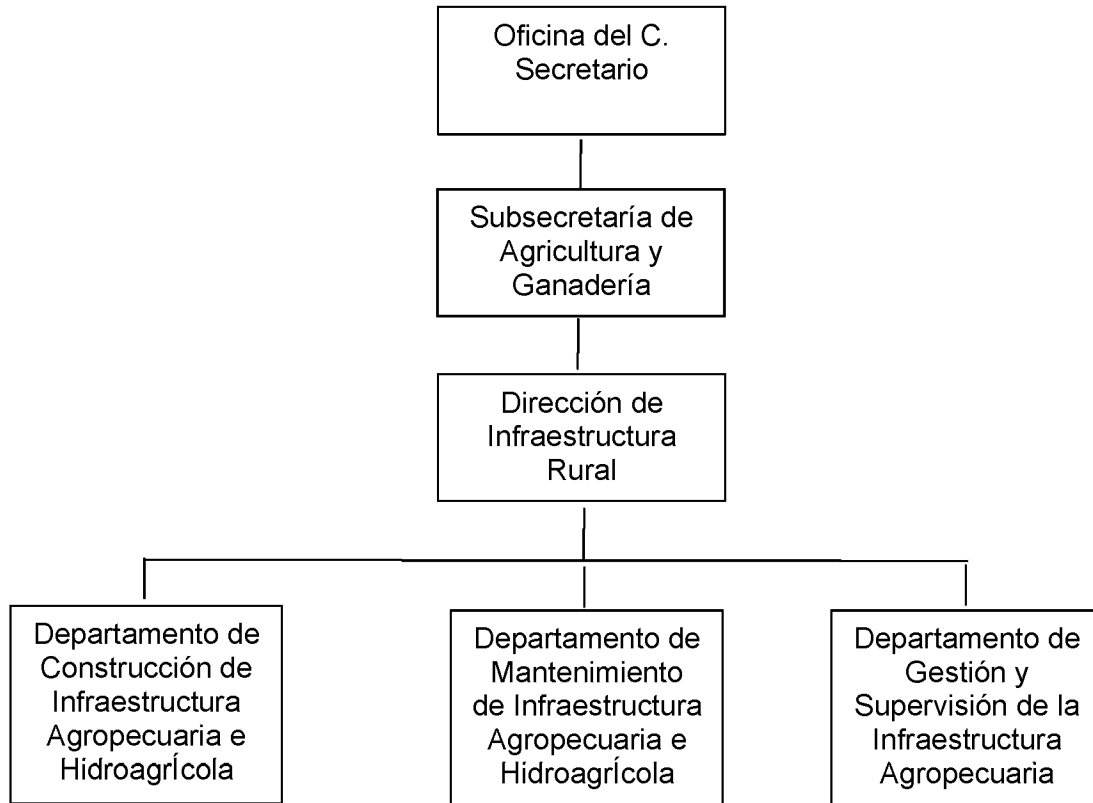 Oficina del C.
Secretario
Subsecretaría de
Agricultura y
Ganadería
Dirección de
Infraestructura
Rural
Departamento de
Construcción de
Infraestructura
Agropecuaria e
HidroagrÍcola
Departamento de
Mantenimiento
de Infraestructura
Agropecuaria e
HidroagrÍcola
Departamento de
Gestión y
Supervisión de la
Infraestructura
Agropecuaria